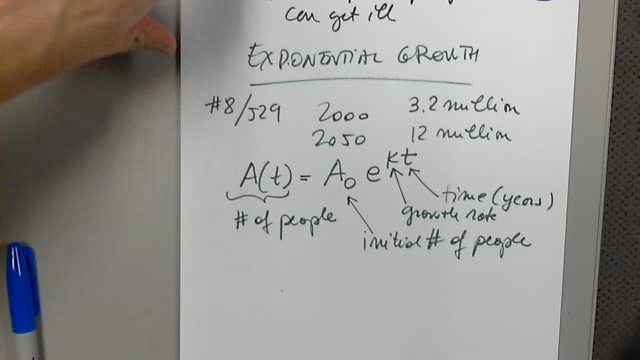 can get ill
EXPONENTIAL GROWTH
#8/529 2000 3.2 million
2050 12 million
A(t) = A₀ e^kt
time (years)
# of people growth rate
initial # of people